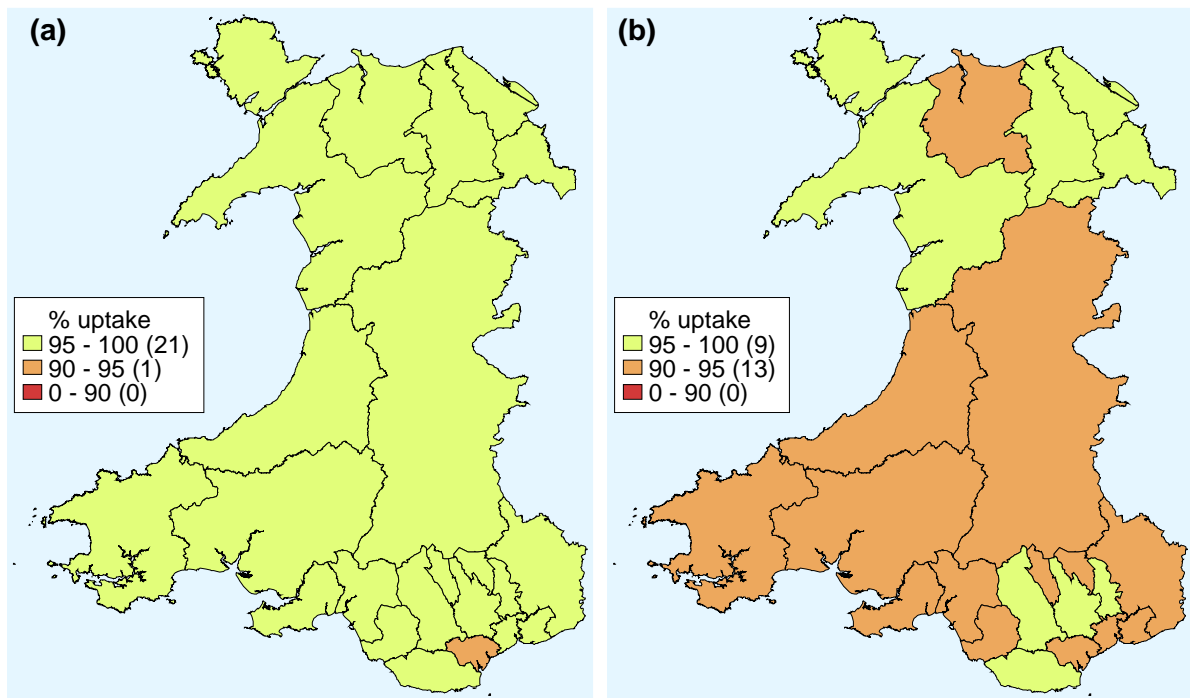 (a)
% uptake
95 - 100 (21)
90 - 95 (1)
0 - 90 (0)
(b)
% uptake
95 - 100 (9)
90 - 95 (13)
0 - 90 (0)